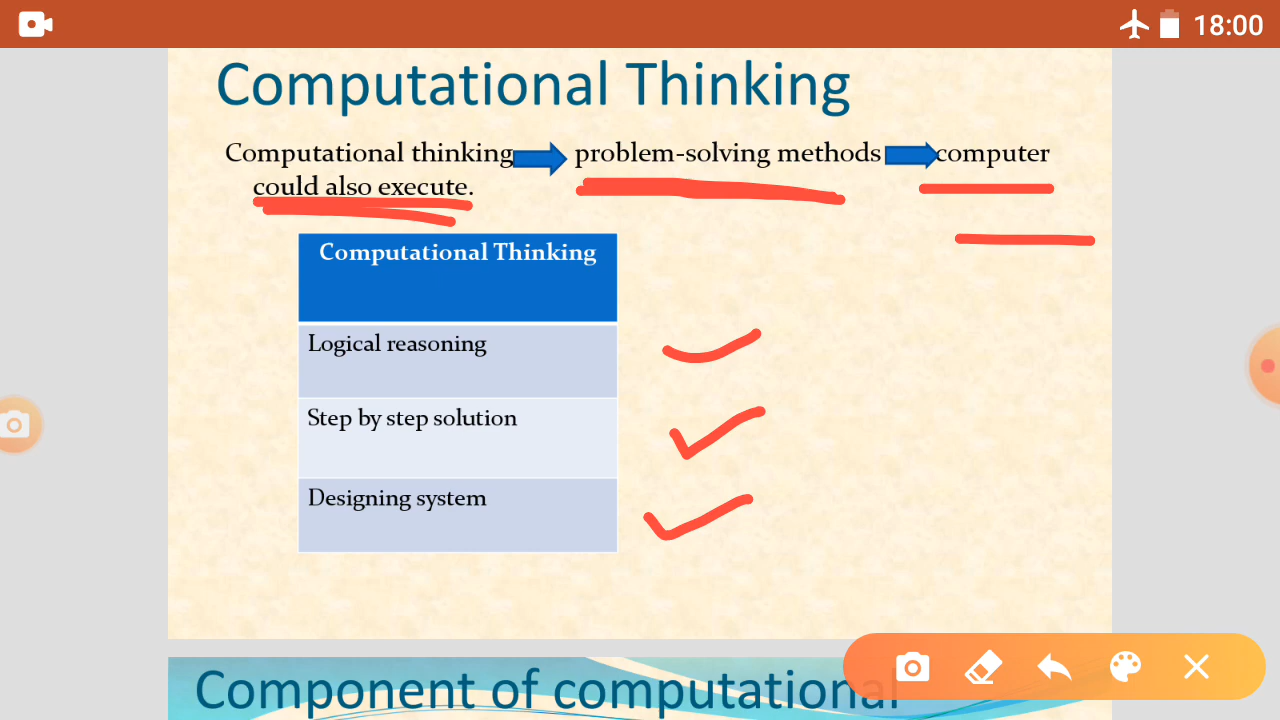 18:00
Computational Thinking
Computational thinking problem-solving methods computer
could also execute.
Computational Thinking
Logical reasoning
Step by step solution
Designing system
Component of computational